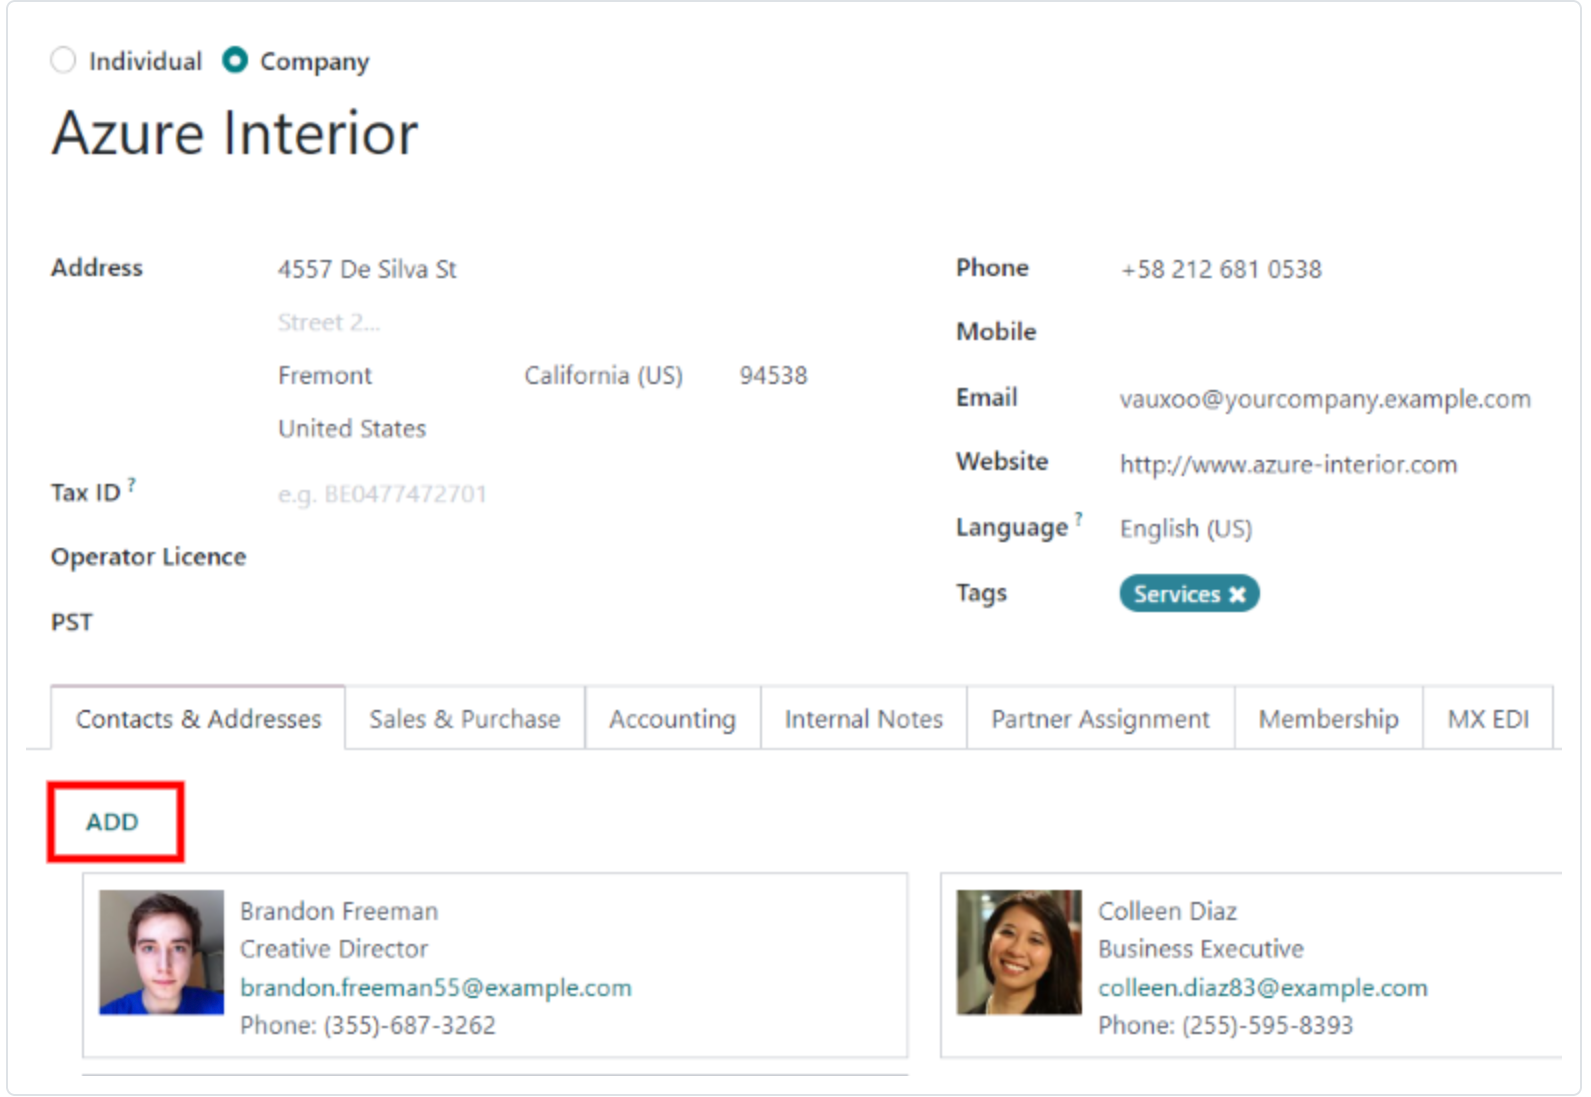 Individual Company
Azure Interior
Address 4557 De Silva St
Street 2...
Fremont California (US) 94538
United States
Tax ID ? e.g. BE0477472701
Operator Licence
PST
Phone +58 212 681 0538
Mobile
Email vauxoo@yourcompany.example.com
Website http://www.azure-interior.com
Language ? English (US)
Tags Services ✖
Contacts & Addresses Sales & Purchase Accounting Internal Notes Partner Assignment Membership MX EDI
ADD
Brandon Freeman
Creative Director
brandon.freeman55@example.com
Phone: (355)-687-3262
Colleen Diaz
Business Executive
colleen.diaz83@example.com
Phone: (255)-595-8393